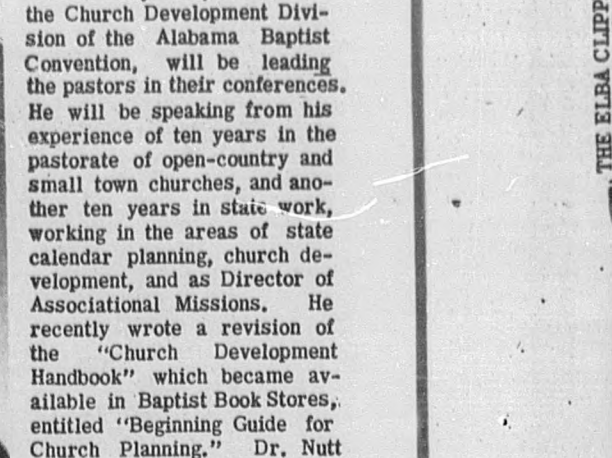 the Church Development Divi-
sion of the Alabama Baptist
Convention, will be leading
the pastors in their conferences.
He will be speaking from his
experience of ten years in the
pastorate of open-country and
small town churches, and ano-
ther ten years in state work,
working in the areas of state
calendar planning, church de-
velopment, and as Director of
Associational Missions. He
recently wrote a revision of
the "Church Development
Handbook" which became av-
ailable in Baptist Book Stores,
entitled "Beginning Guide for
Church Planning." Dr. Nutt
THE ELBA CLIPP